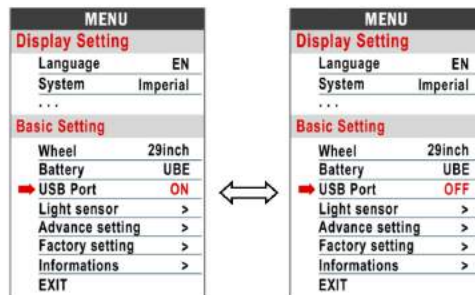 MENU
Display Setting
Language EN
System Imperial
...
Basic Setting
Wheel 29inch
Battery UBE
USB Port ON
Light sensor >
Advance setting >
Factory setting >
Informations >
EXIT
MENU
Display Setting
Language EN
System Imperial
...
Basic Setting
Wheel 29inch
Battery UBE
USB Port OFF
Light sensor >
Advance setting >
Factory setting >
Informations >
EXIT